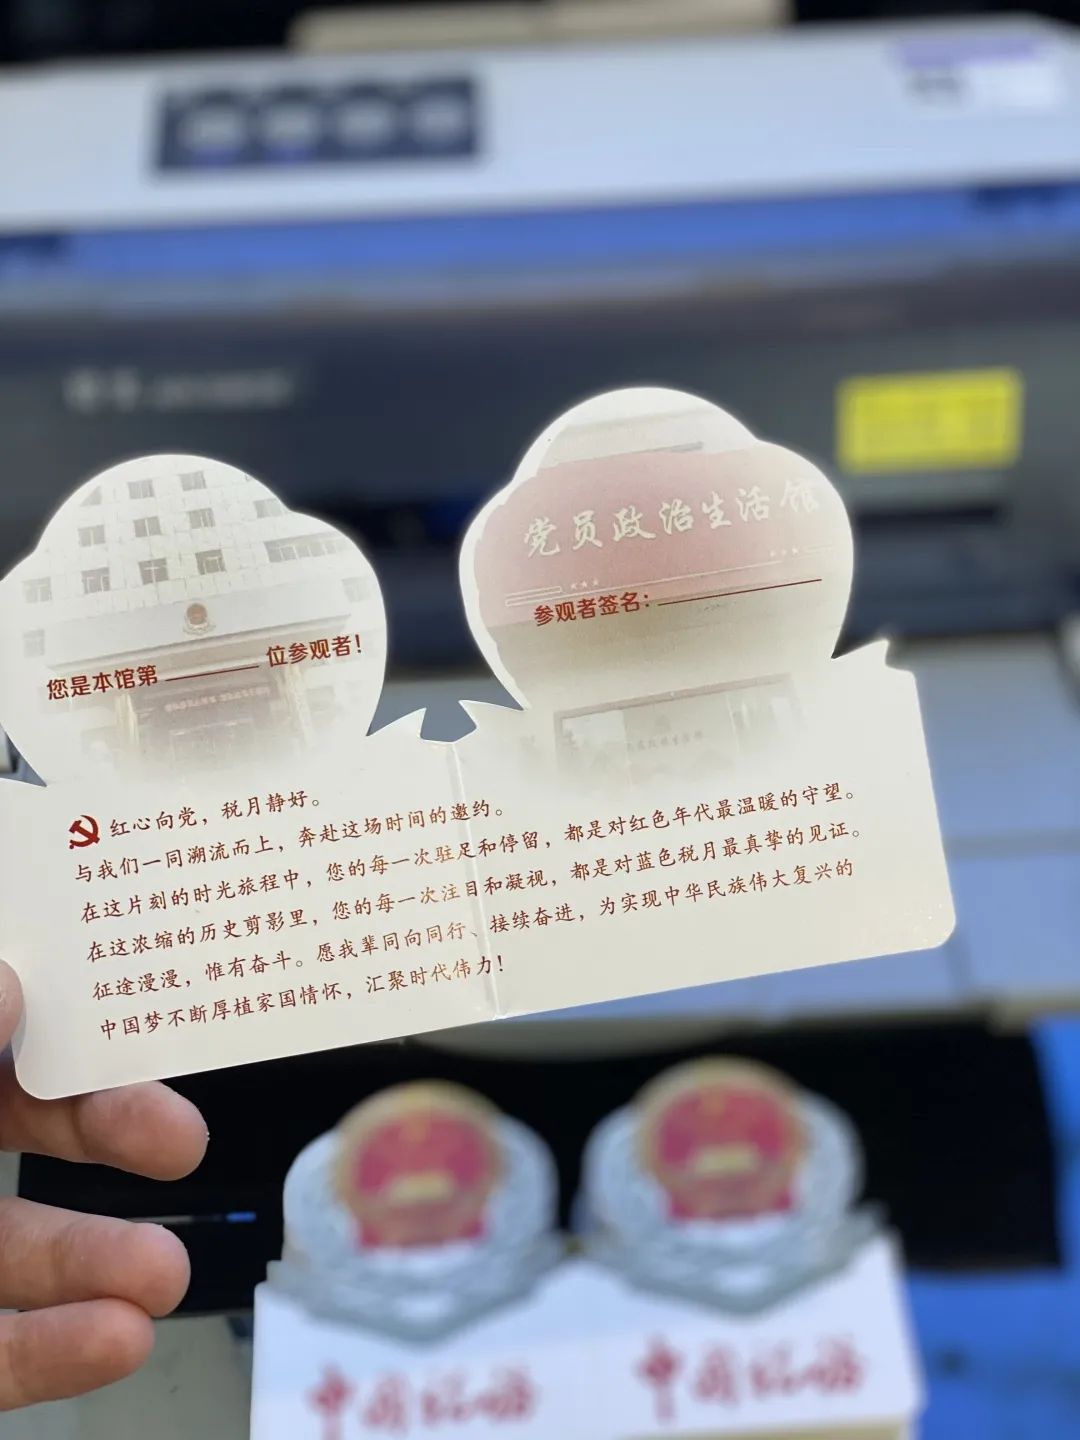 您是本馆第 位参观者！
党员政治生活馆
参观者签名：
红心向党，税月静好。
与我们一同溯流而上，奔赴这场时间的邀约。
在这片刻的时光旅程中，您的每一次驻足和停留，都是对红色年代最温暖的守望。
在这浓缩的历史剪影里，您的每一次注目和凝视，都是对蓝色税月最真挚的见证。
征途漫漫，惟有奋斗。愿我辈同向同行、接续奋进，为实现中华民族伟大复兴的
中国梦不断厚植家国情怀，汇聚时代伟力！
中国税务
中国税务